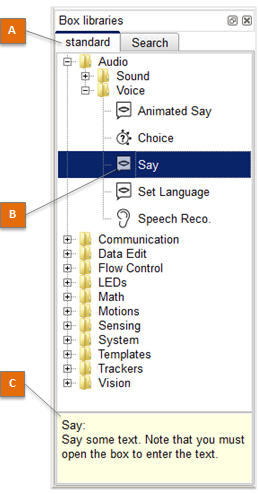 Box libraries
A
standard Search
Audio
Sound
Voice
Animated Say
Choice
Say
B
Set Language
Speech Reco.
Communication
Data Edit
Flow Control
LEDs
Math
Motions
Sensing
System
Templates
Trackers
Vision
C
Say:
Say some text. Note that you must
open the box to enter the text.